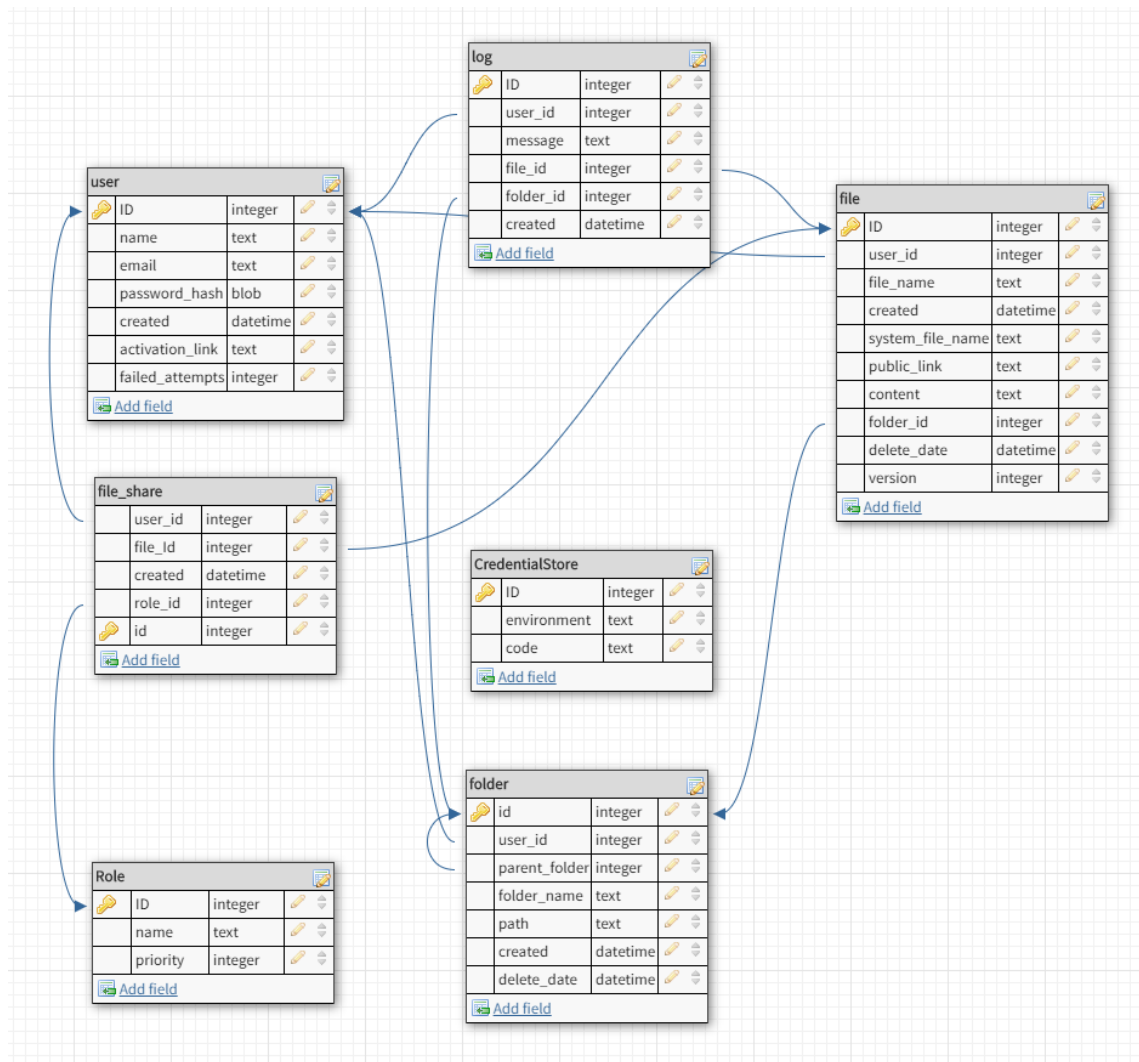 log
ID integer
user_id integer
message text
file_id integer
folder_id integer
created datetime
Add field
user
ID integer
name text
email text
password_hash blob
created datetime
activation_link text
failed_attempts integer
Add field
file
ID integer
user_id integer
file_name text
created datetime
system_file_name text
public_link text
content text
folder_id integer
delete_date datetime
version integer
Add field
file_share
user_id integer
file_Id integer
created datetime
role_id integer
id integer
Add field
CredentialStore
ID integer
environment text
code text
Add field
folder
id integer
user_id integer
parent_folder integer
folder_name text
path text
created datetime
delete_date datetime
Add field
Role
ID integer
name text
priority integer
Add field